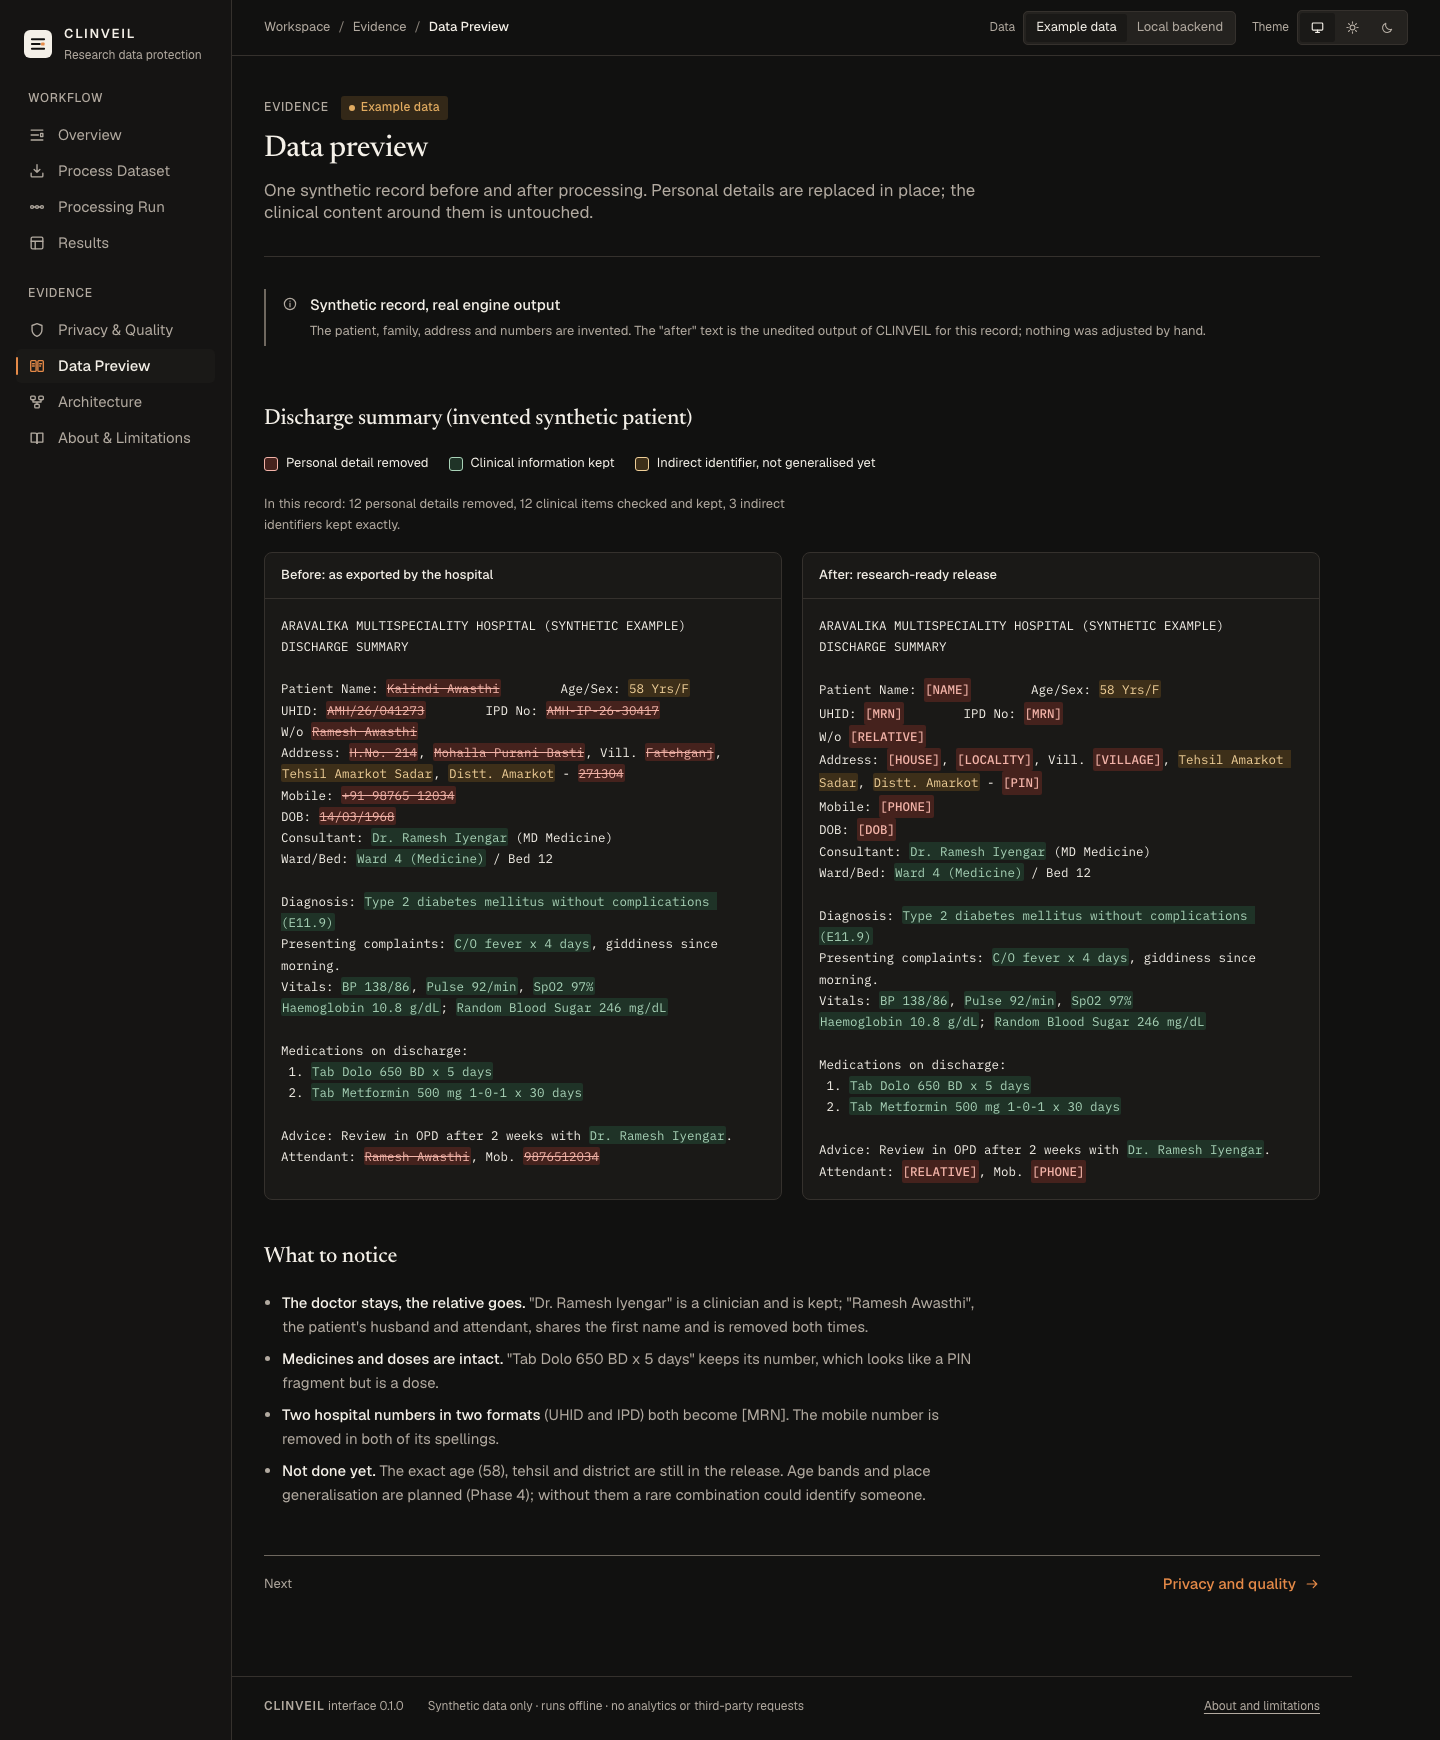 CLINVEIL
Research data protection
WORKFLOW
Overview
Process Dataset
Processing Run
Results
EVIDENCE
Privacy & Quality
Data Preview
Architecture
About & Limitations
Workspace / Evidence / Data Preview
Data Example data Local backend Theme
EVIDENCE Example data
Data preview
One synthetic record before and after processing. Personal details are replaced in place; the
clinical content around them is untouched.
Synthetic record, real engine output
The patient, family, address and numbers are invented. The "after" text is the unedited output of CLINVEIL for this record; nothing was adjusted by hand.
Discharge summary (invented synthetic patient)
Personal detail removed Clinical information kept Indirect identifier, not generalised yet
In this record: 12 personal details removed, 12 clinical items checked and kept, 3 indirect
identifiers kept exactly.
Before: as exported by the hospital
ARAVALIKA MULTISPECIALITY HOSPITAL (SYNTHETIC EXAMPLE)
DISCHARGE SUMMARY
Patient Name: Kalindi Awasthi Age/Sex: 58 Yrs/F
UHID: AMH/26/041273 IPD No: AMH-IP-26-30417
W/o Ramesh Awasthi
Address: H.No. 214, Mohalla Purani Basti, Vill. Fatehganj,
Tehsil Amarkot Sadar, Distt. Amarkot - 271304
Mobile: +91 98765 12034
DOB: 14/03/1968
Consultant: Dr. Ramesh Iyengar (MD Medicine)
Ward/Bed: Ward 4 (Medicine) / Bed 12
Diagnosis: Type 2 diabetes mellitus without complications
(E11.9)
Presenting complaints: C/O fever x 4 days, giddiness since
morning.
Vitals: BP 138/86, Pulse 92/min, SpO2 97%
Haemoglobin 10.8 g/dL; Random Blood Sugar 246 mg/dL
Medications on discharge:
1. Tab Dolo 650 BD x 5 days
2. Tab Metformin 500 mg 1-0-1 x 30 days
Advice: Review in OPD after 2 weeks with Dr. Ramesh Iyengar.
Attendant: Ramesh Awasthi, Mob. 9876512034
After: research-ready release
ARAVALIKA MULTISPECIALITY HOSPITAL (SYNTHETIC EXAMPLE)
DISCHARGE SUMMARY
Patient Name: [NAME] Age/Sex: 58 Yrs/F
UHID: [MRN] IPD No: [MRN]
W/o [RELATIVE]
Address: [HOUSE], [LOCALITY], Vill. [VILLAGE], Tehsil Amarkot
Sadar, Distt. Amarkot - [PIN]
Mobile: [PHONE]
DOB: [DOB]
Consultant: Dr. Ramesh Iyengar (MD Medicine)
Ward/Bed: Ward 4 (Medicine) / Bed 12
Diagnosis: Type 2 diabetes mellitus without complications
(E11.9)
Presenting complaints: C/O fever x 4 days, giddiness since
morning.
Vitals: BP 138/86, Pulse 92/min, SpO2 97%
Haemoglobin 10.8 g/dL; Random Blood Sugar 246 mg/dL
Medications on discharge:
1. Tab Dolo 650 BD x 5 days
2. Tab Metformin 500 mg 1-0-1 x 30 days
Advice: Review in OPD after 2 weeks with Dr. Ramesh Iyengar.
Attendant: [RELATIVE], Mob. [PHONE]
What to notice
• The doctor stays, the relative goes. "Dr. Ramesh Iyengar" is a clinician and is kept; "Ramesh Awasthi",
the patient's husband and attendant, shares the first name and is removed both times.
• Medicines and doses are intact. "Tab Dolo 650 BD x 5 days" keeps its number, which looks like a PIN
fragment but is a dose.
• Two hospital numbers in two formats (UHID and IPD) both become [MRN]. The mobile number is
removed in both of its spellings.
• Not done yet. The exact age (58), tehsil and district are still in the release. Age bands and place
generalisation are planned (Phase 4); without them a rare combination could identify someone.
Next Privacy and quality →
CLINVEIL interface 0.1.0 Synthetic data only · runs offline · no analytics or third-party requests About and limitations